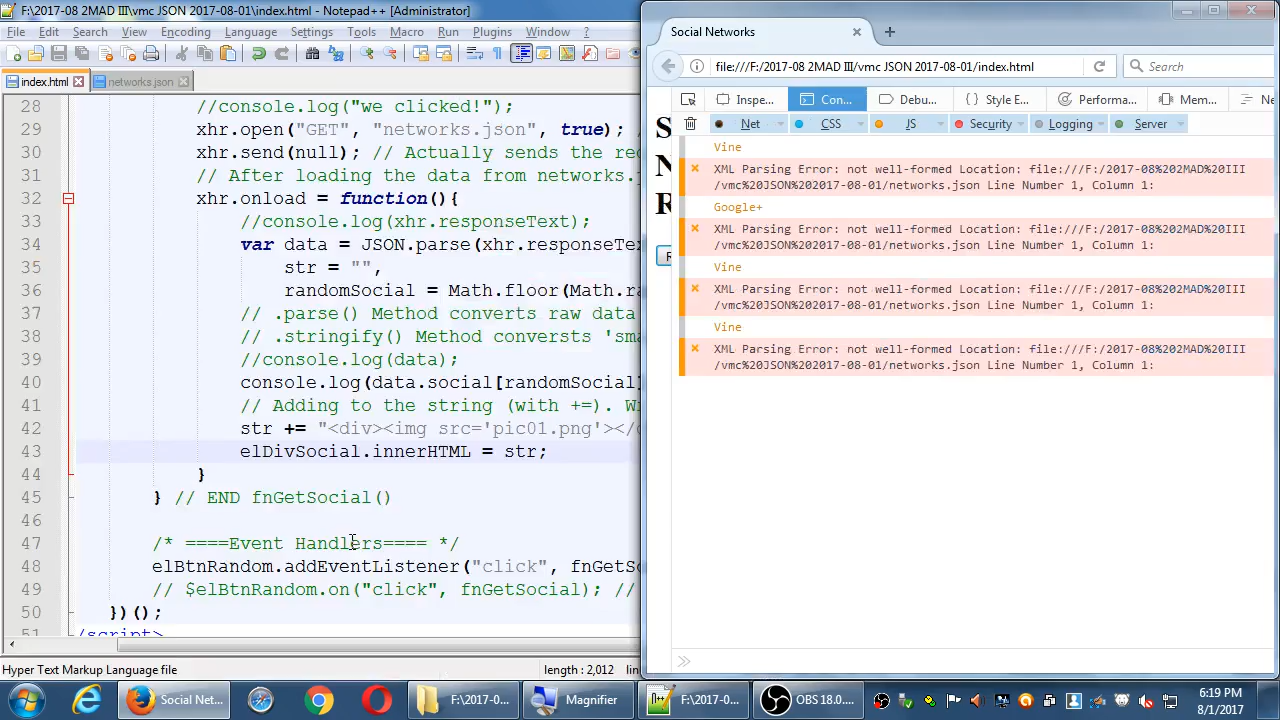 F:\2017-08 2MAD III\vmc JSON 2017-08-01\index.html - Notepad++ [Administrator]
File Edit Search View Encoding Language Settings Tools Macro Run Plugins Window ?
index.html networks.json
28 //console.log("we clicked!");
29 xhr.open("GET", "networks.json", true); /
30 xhr.send(null); // Actually sends the re
31 // After loading the data from networks.
32 xhr.onload = function(){
33 //console.log(xhr.responseText);
34 var data = JSON.parse(xhr.responseTe
35 str = "",
36 randomSocial = Math.floor(Math.ra
37 // .parse() Method converts raw data
38 // .stringify() Method conversts 'sma
39 //console.log(data);
40 console.log(data.social[randomSocial]
41 // Adding to the string (with +=). W
42 str += "<div><img src='pic01.png'></
43 elDivSocial.innerHTML = str;
44 }
45 } // END fnGetSocial()
46
47 /* ====Event Handlers==== */
48 elBtnRandom.addEventListener("click", fnGetSo
49 // $elBtnRandom.on("click", fnGetSocial); //
50 })();
51 /script>
Hyper Text Markup Language file length : 2,012 lin
Social Networks
file:///F:/2017-08 2MAD III/vmc JSON 2017-08-01/index.html Search
Inspe... Con... Debu... Style E... Performa... Mem... Ne
Net CSS JS Security Logging Server
S
N
R
R
Vine
XML Parsing Error: not well-formed Location: file:///F:/2017-08%202MAD%20III
/vmc%20JSON%202017-08-01/networks.json Line Number 1, Column 1:
Google+
XML Parsing Error: not well-formed Location: file:///F:/2017-08%202MAD%20III
/vmc%20JSON%202017-08-01/networks.json Line Number 1, Column 1:
Vine
XML Parsing Error: not well-formed Location: file:///F:/2017-08%202MAD%20III
/vmc%20JSON%202017-08-01/networks.json Line Number 1, Column 1:
Vine
XML Parsing Error: not well-formed Location: file:///F:/2017-08%202MAD%20III
/vmc%20JSON%202017-08-01/networks.json Line Number 1, Column 1:
Social Net... F:\2017-0... Magnifier F:\2017-0... OBS 18.0....
6:19 PM
8/1/2017